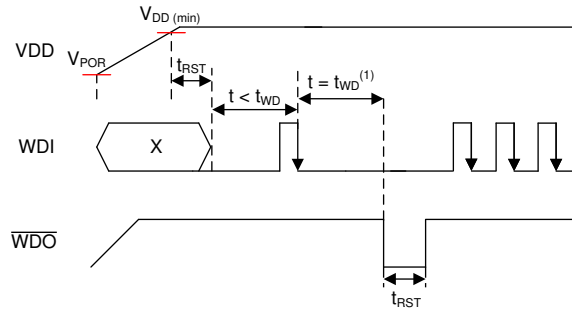 VDD (min)
VDD
VPOR
tRST
t < tWD
t = tWD(1)
WDI
X
WDO
tRST